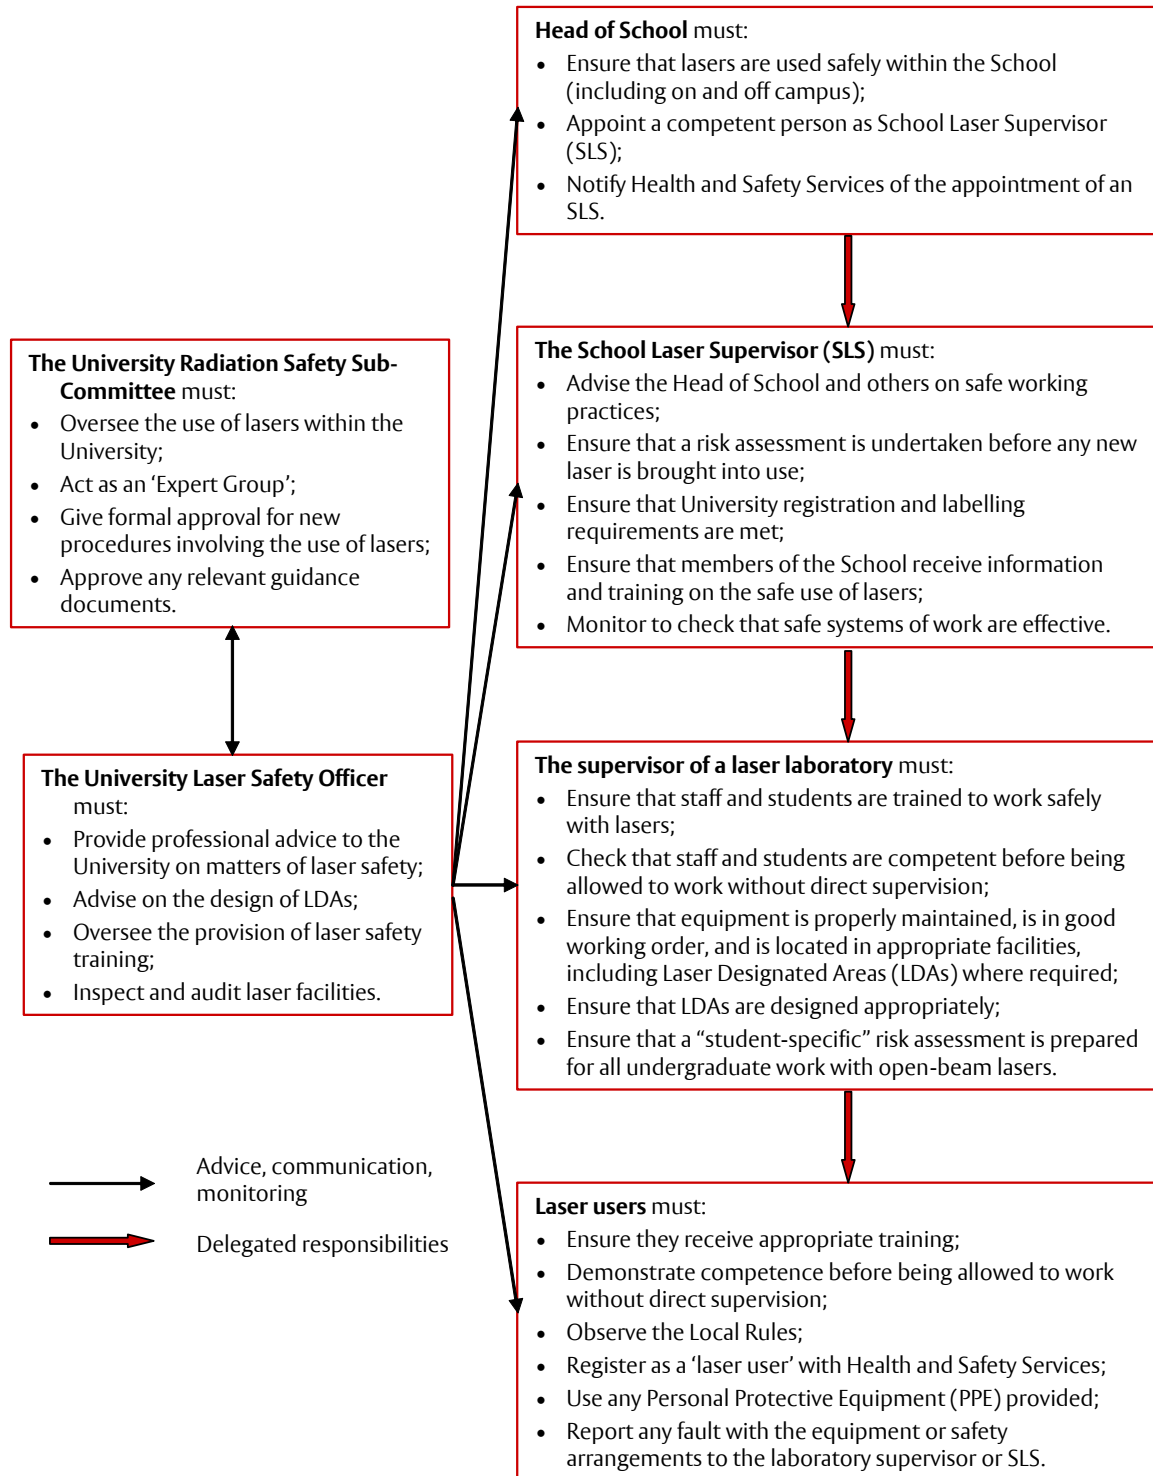 Head of School must:
• Ensure that lasers are used safely within the School
(including on and off campus);
• Appoint a competent person as School Laser Supervisor
(SLS);
• Notify Health and Safety Services of the appointment of an
SLS.
The University Radiation Safety Sub-
Committee must:
• Oversee the use of lasers within the
University;
• Act as an ‘Expert Group’;
• Give formal approval for new
procedures involving the use of lasers;
• Approve any relevant guidance
documents.
The School Laser Supervisor (SLS) must:
• Advise the Head of School and others on safe working
practices;
• Ensure that a risk assessment is undertaken before any new
laser is brought into use;
• Ensure that University registration and labelling
requirements are met;
• Ensure that members of the School receive information
and training on the safe use of lasers;
• Monitor to check that safe systems of work are effective.
The University Laser Safety Officer
must:
• Provide professional advice to the
University on matters of laser safety;
• Advise on the design of LDAs;
• Oversee the provision of laser safety
training;
• Inspect and audit laser facilities.
The supervisor of a laser laboratory must:
• Ensure that staff and students are trained to work safely
with lasers;
• Check that staff and students are competent before being
allowed to work without direct supervision;
• Ensure that equipment is properly maintained, is in good
working order, and is located in appropriate facilities,
including Laser Designated Areas (LDAs) where required;
• Ensure that LDAs are designed appropriately;
• Ensure that a “student-specific” risk assessment is prepared
for all undergraduate work with open-beam lasers.
Advice, communication,
monitoring
Delegated responsibilities
Laser users must:
• Ensure they receive appropriate training;
• Demonstrate competence before being allowed to work
without direct supervision;
• Observe the Local Rules;
• Register as a ‘laser user’ with Health and Safety Services;
• Use any Personal Protective Equipment (PPE) provided;
• Report any fault with the equipment or safety
arrangements to the laboratory supervisor or SLS.